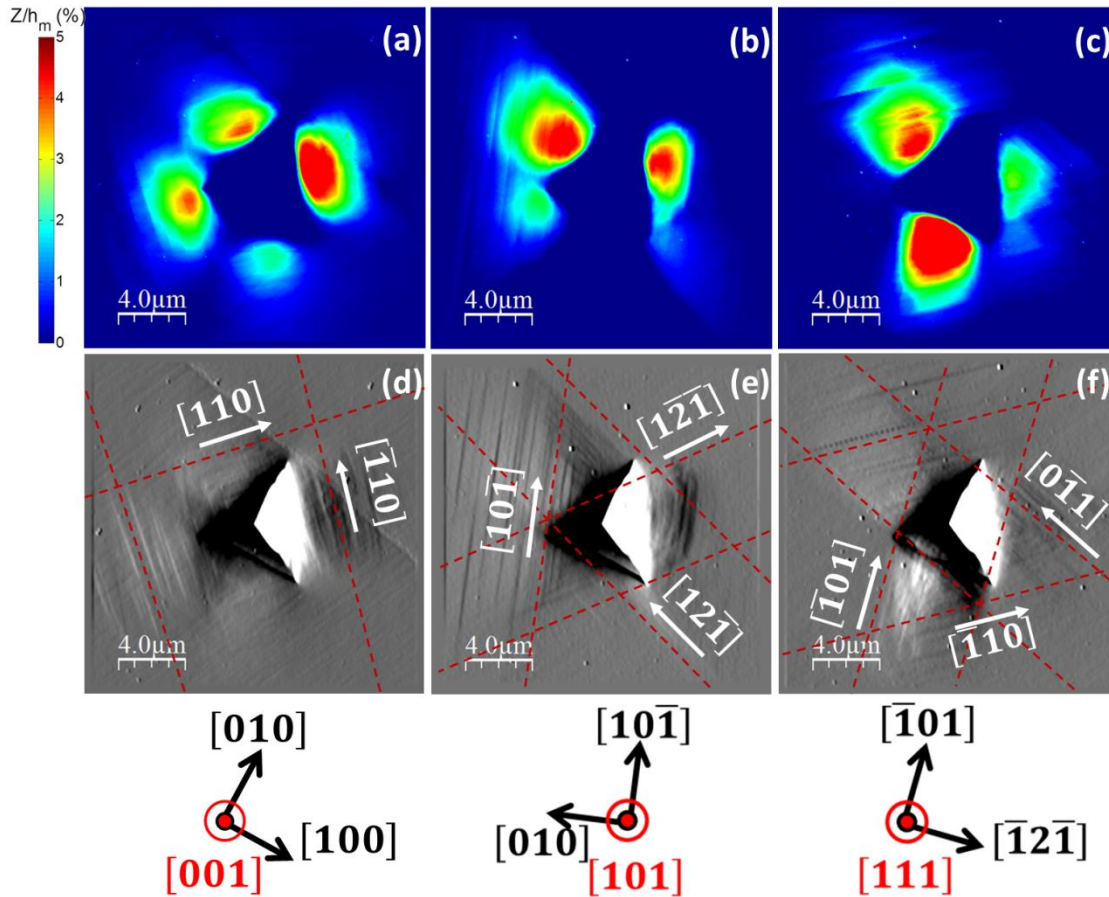 Z/hₘ (%)
5
4
3
2
1
0
(a)
4.0µm
(b)
4.0µm
(c)
4.0µm
(d)
[110]
[1̅10]
4.0µm
(e)
[12̅1̅]
[101̅]
[121̅]
4.0µm
(f)
[01̅1]
[1̅01]
[1̅10]
4.0µm
[010]
[100]
[001]
[101̅]
[010]
[101]
[1̅01]
[1̅21̅]
[111]